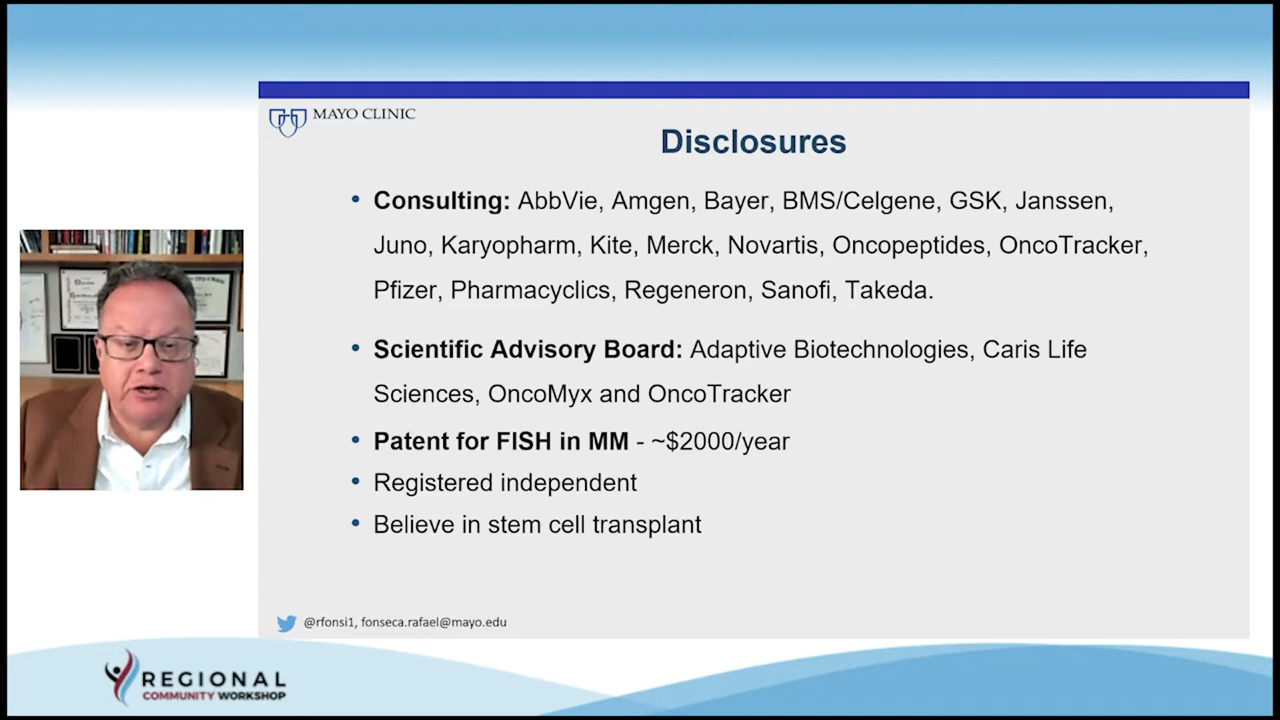 MAYO CLINIC
Disclosures
• Consulting: AbbVie, Amgen, Bayer, BMS/Celgene, GSK, Janssen,
Juno, Karyopharm, Kite, Merck, Novartis, Oncopeptides, OncoTracker,
Pfizer, Pharmacyclics, Regeneron, Sanofi, Takeda.
• Scientific Advisory Board: Adaptive Biotechnologies, Caris Life
Sciences, OncoMyx and OncoTracker
• Patent for FISH in MM - ~$2000/year
• Registered independent
• Believe in stem cell transplant
@rfonsi1, fonseca.rafael@mayo.edu
REGIONAL
COMMUNITY WORKSHOP